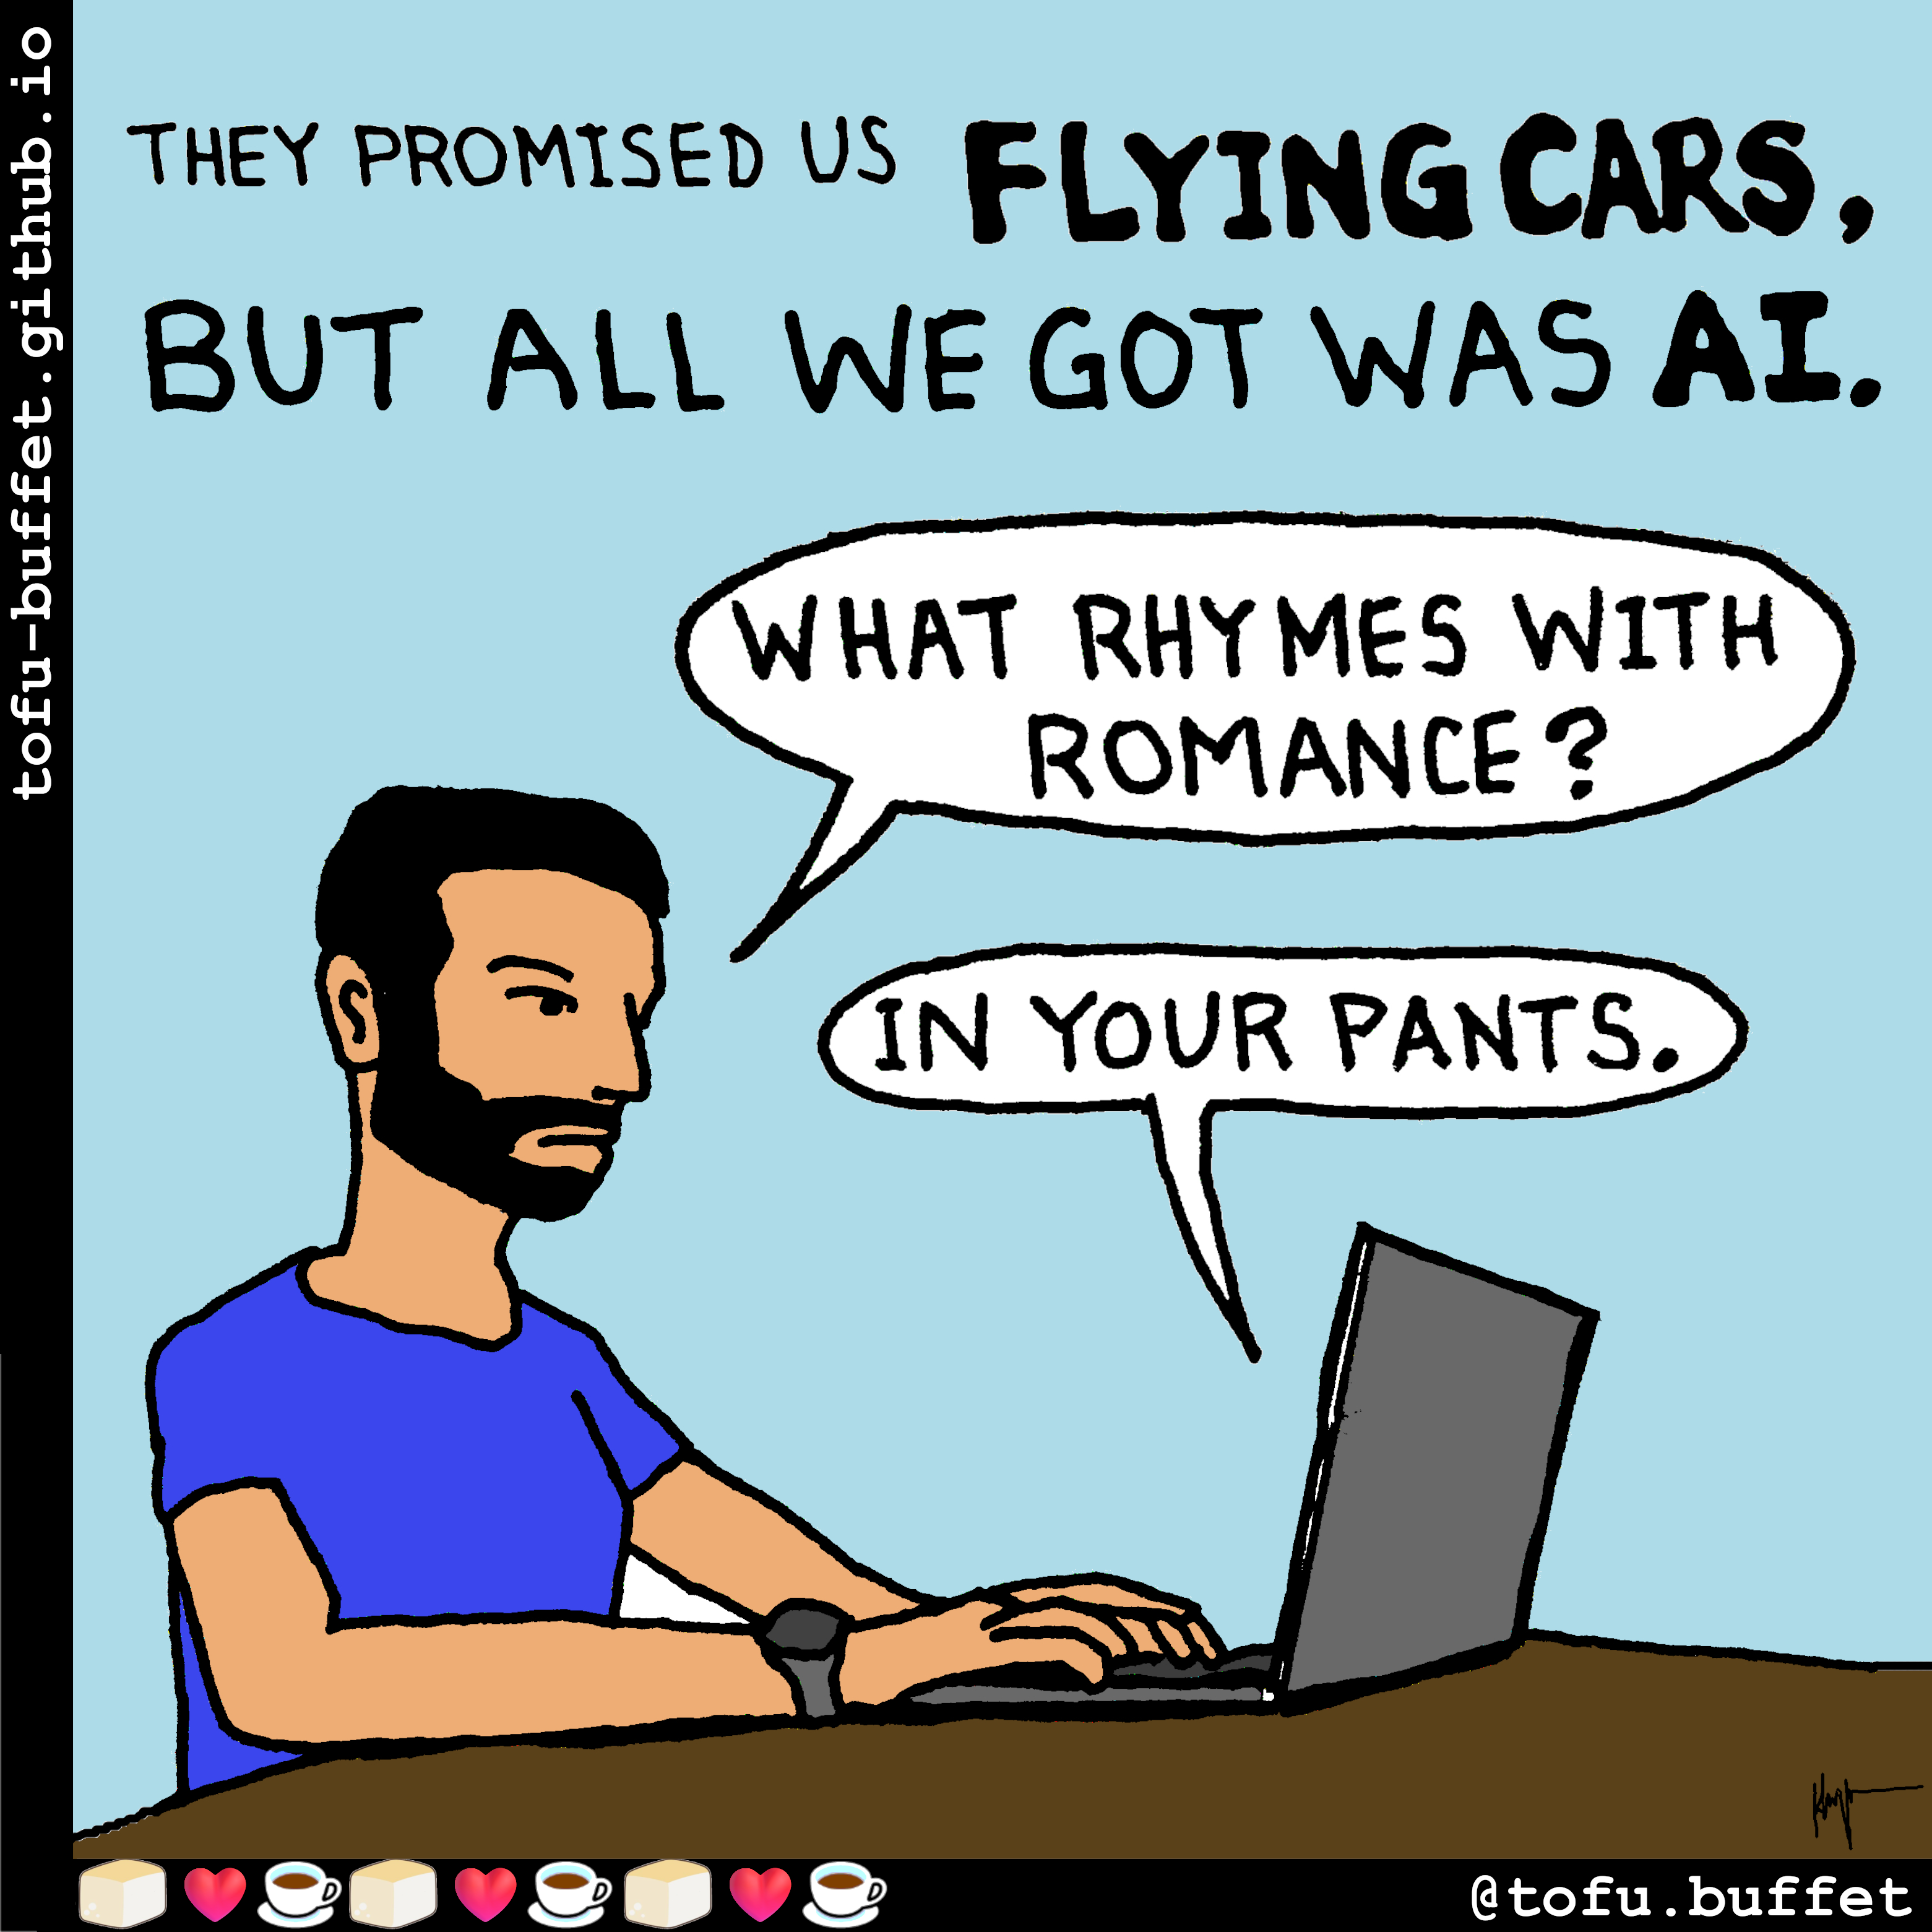 THEY PROMISED US FLYING CARS,
BUT ALL WE GOT WAS AI.
WHAT RHYMES WITH
ROMANCE?
IN YOUR PANTS.
tofu-buffet.github.io
@tofu.buffet